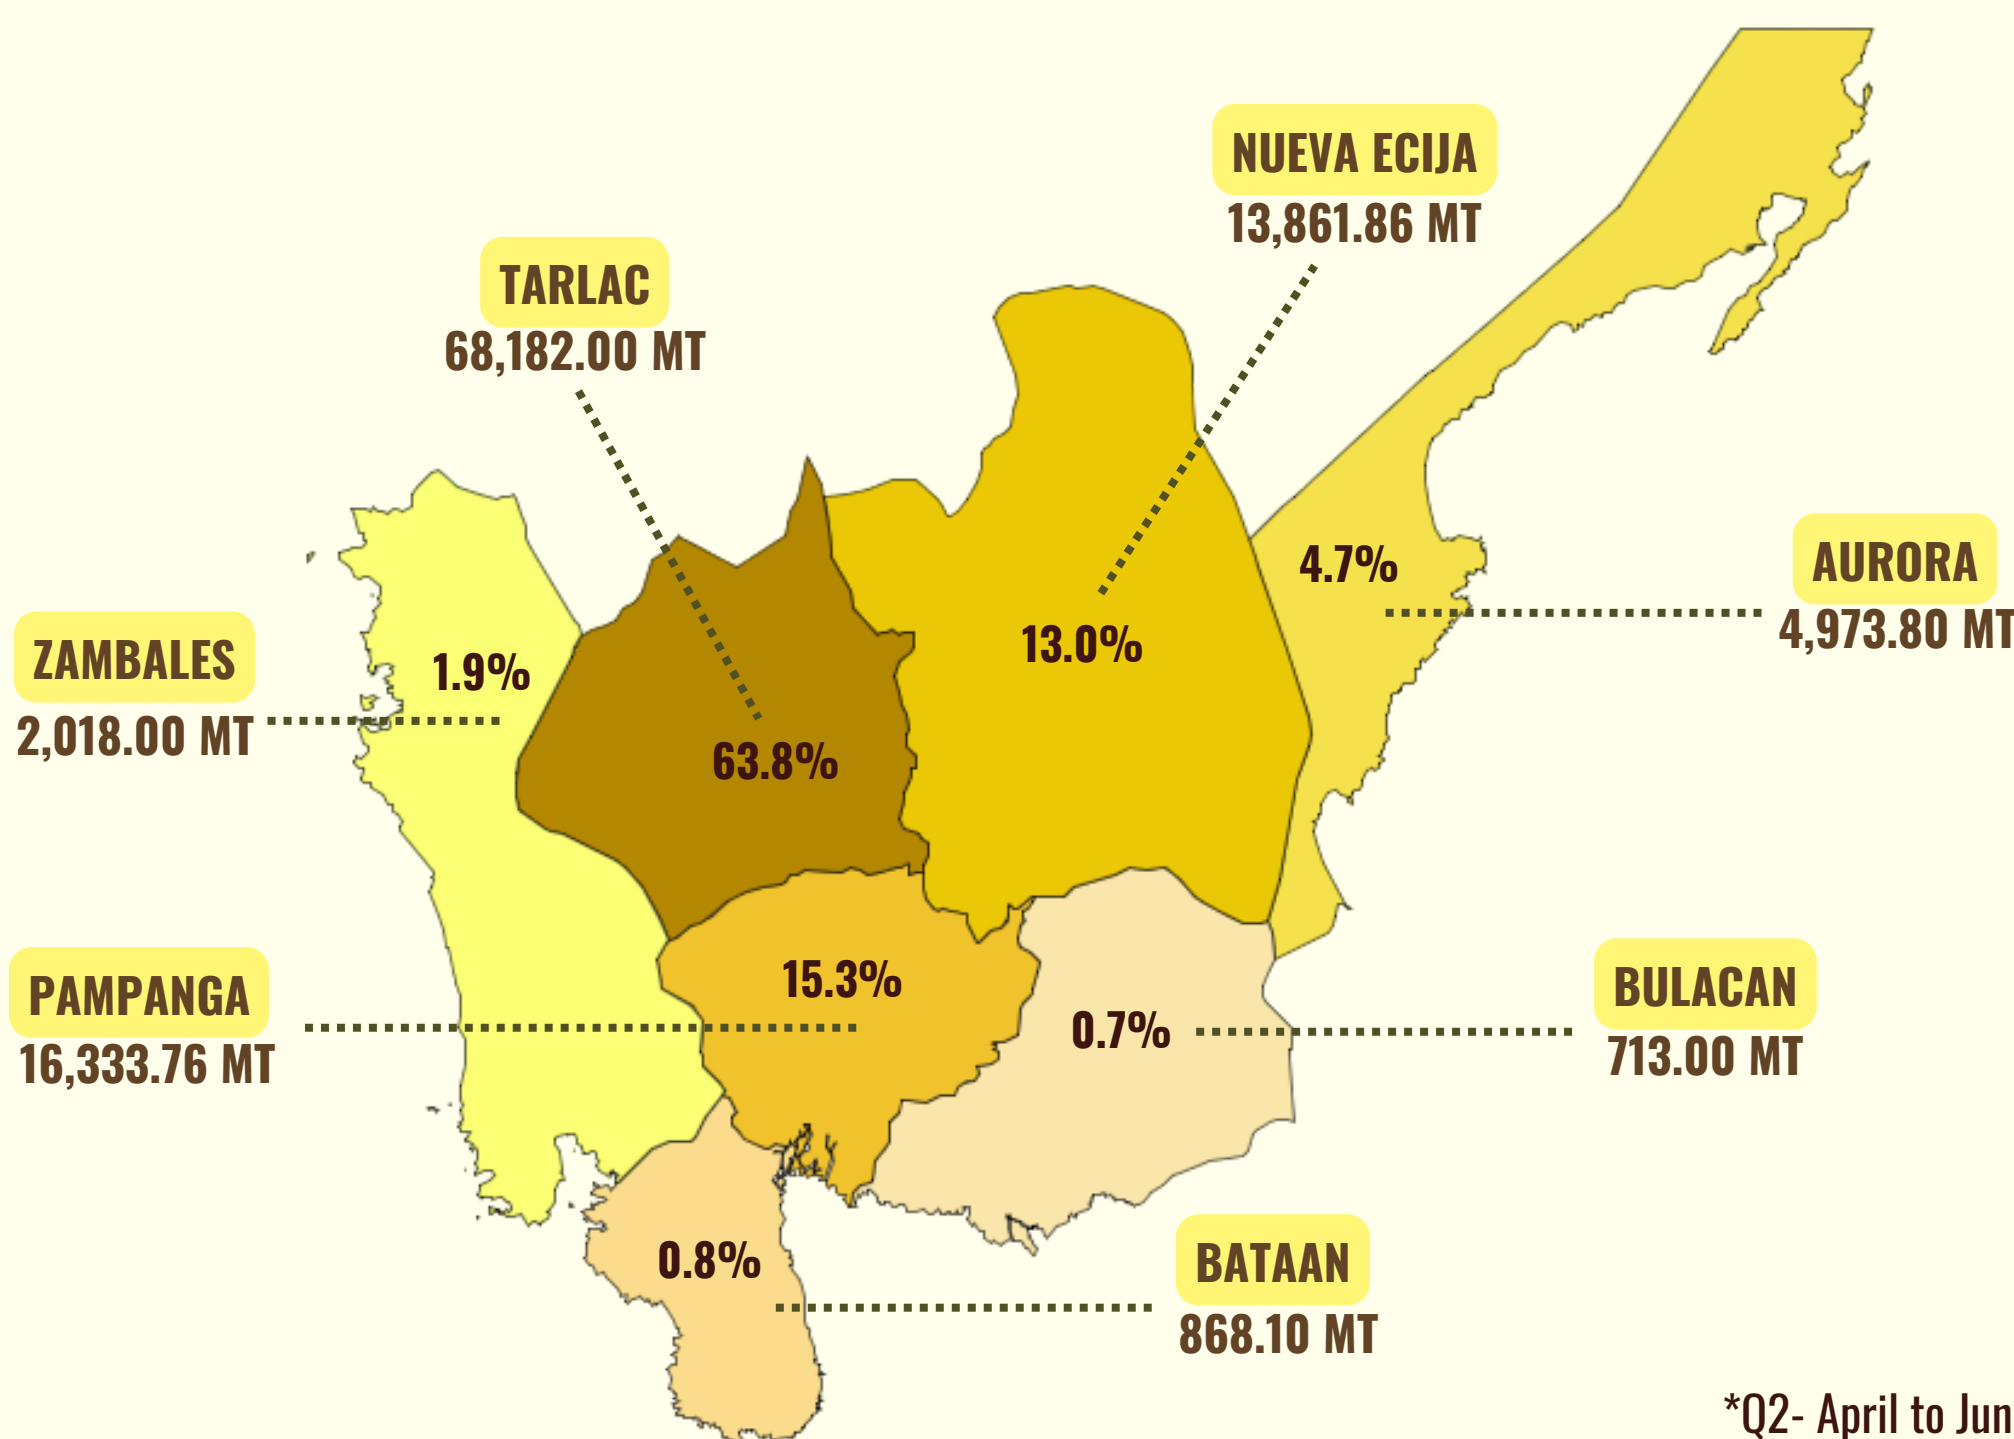 NUEVA ECIJA
13,861.86 MT
TARLAC
68,182.00 MT
4.7%
AURORA
4,973.80 MT
13.0%
ZAMBALES
2,018.00 MT
1.9%
63.8%
PAMPANGA
16,333.76 MT
15.3%
0.7%
BULACAN
713.00 MT
0.8%
BATAAN
868.10 MT
*Q2- April to Jun